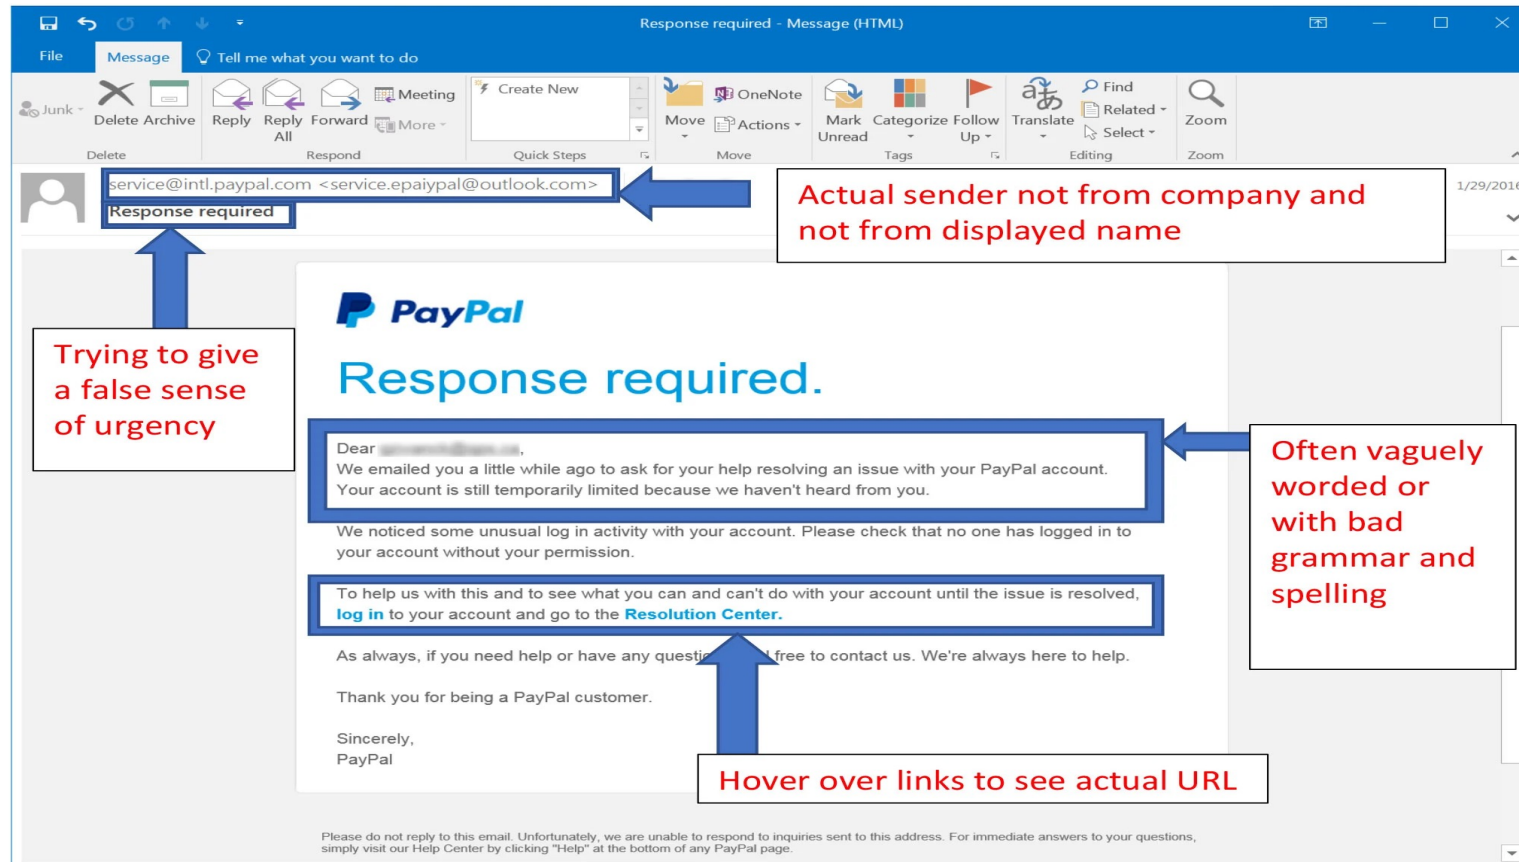 Response required - Message (HTML)
File Message Tell me what you want to do
Junk
Delete Archive
Reply Reply All Forward
Meeting
More
Create New
Move
OneNote
Actions
Mark Unread Categorize Follow Up
Translate
Find
Related
Select
Zoom
Delete Respond Quick Steps Move Tags Editing Zoom
service@intl.paypal.com <service.epaiypal@outlook.com>
Response required
1/29/2016
Actual sender not from company and
not from displayed name
Trying to give
a false sense
of urgency
PayPal
Response required.
Dear ,
We emailed you a little while ago to ask for your help resolving an issue with your PayPal account.
Your account is still temporarily limited because we haven't heard from you.
Often vaguely
worded or
with bad
grammar and
spelling
We noticed some unusual log in activity with your account. Please check that no one has logged in to
your account without your permission.
To help us with this and to see what you can and can't do with your account until the issue is resolved,
log in to your account and go to the Resolution Center.
As always, if you need help or have any free to contact us. We're always here to help.
Thank you for being a PayPal customer.
Sincerely,
PayPal
Hover over links to see actual URL
Please do not reply to this email. Unfortunately, we are unable to respond to inquiries sent to this address. For immediate answers to your questions,
simply visit our Help Center by clicking "Help" at the bottom of any PayPal page.